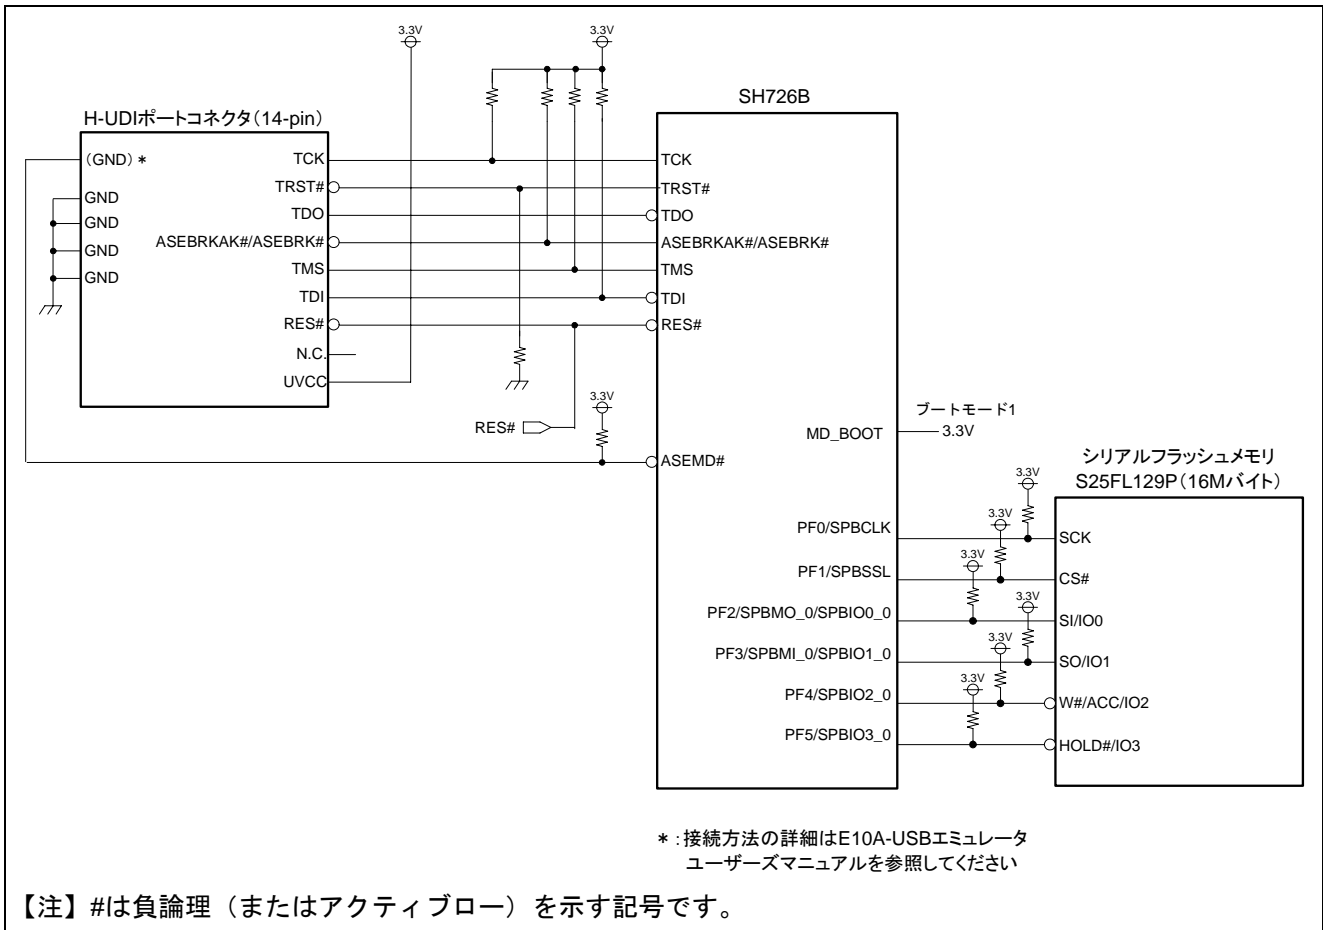 3.3V
3.3V
SH726B
H-UDIポートコネクタ(14-pin)
(GND)*
TCK
TCK
TRST#
TRST#
GND
TDO
TDO
GND
ASEBRKAK#/ASEBRK#
ASEBRKAK#/ASEBRK#
GND
TMS
TMS
GND
TDI
TDI
RES#
RES#
N.C.
UVCC
3.3V
RES#
ASEMD#
ブートモード1
MD_BOOT
3.3V
シリアルフラッシュメモリ
S25FL129P(16Mバイト)
3.3V
3.3V
PF0/SPBCLK
SCK
3.3V
PF1/SPBSSL
CS#
3.3V
PF2/SPBMO_0/SPBIO0_0
SI/IO0
3.3V
PF3/SPBMI_0/SPBIO1_0
SO/IO1
3.3V
PF4/SPBIO2_0
W#/ACC/IO2
PF5/SPBIO3_0
HOLD#/IO3
*:接続方法の詳細はE10A-USBエミュレータ
ユーザーズマニュアルを参照してください
【注】#は負論理(またはアクティブロー)を示す記号です。